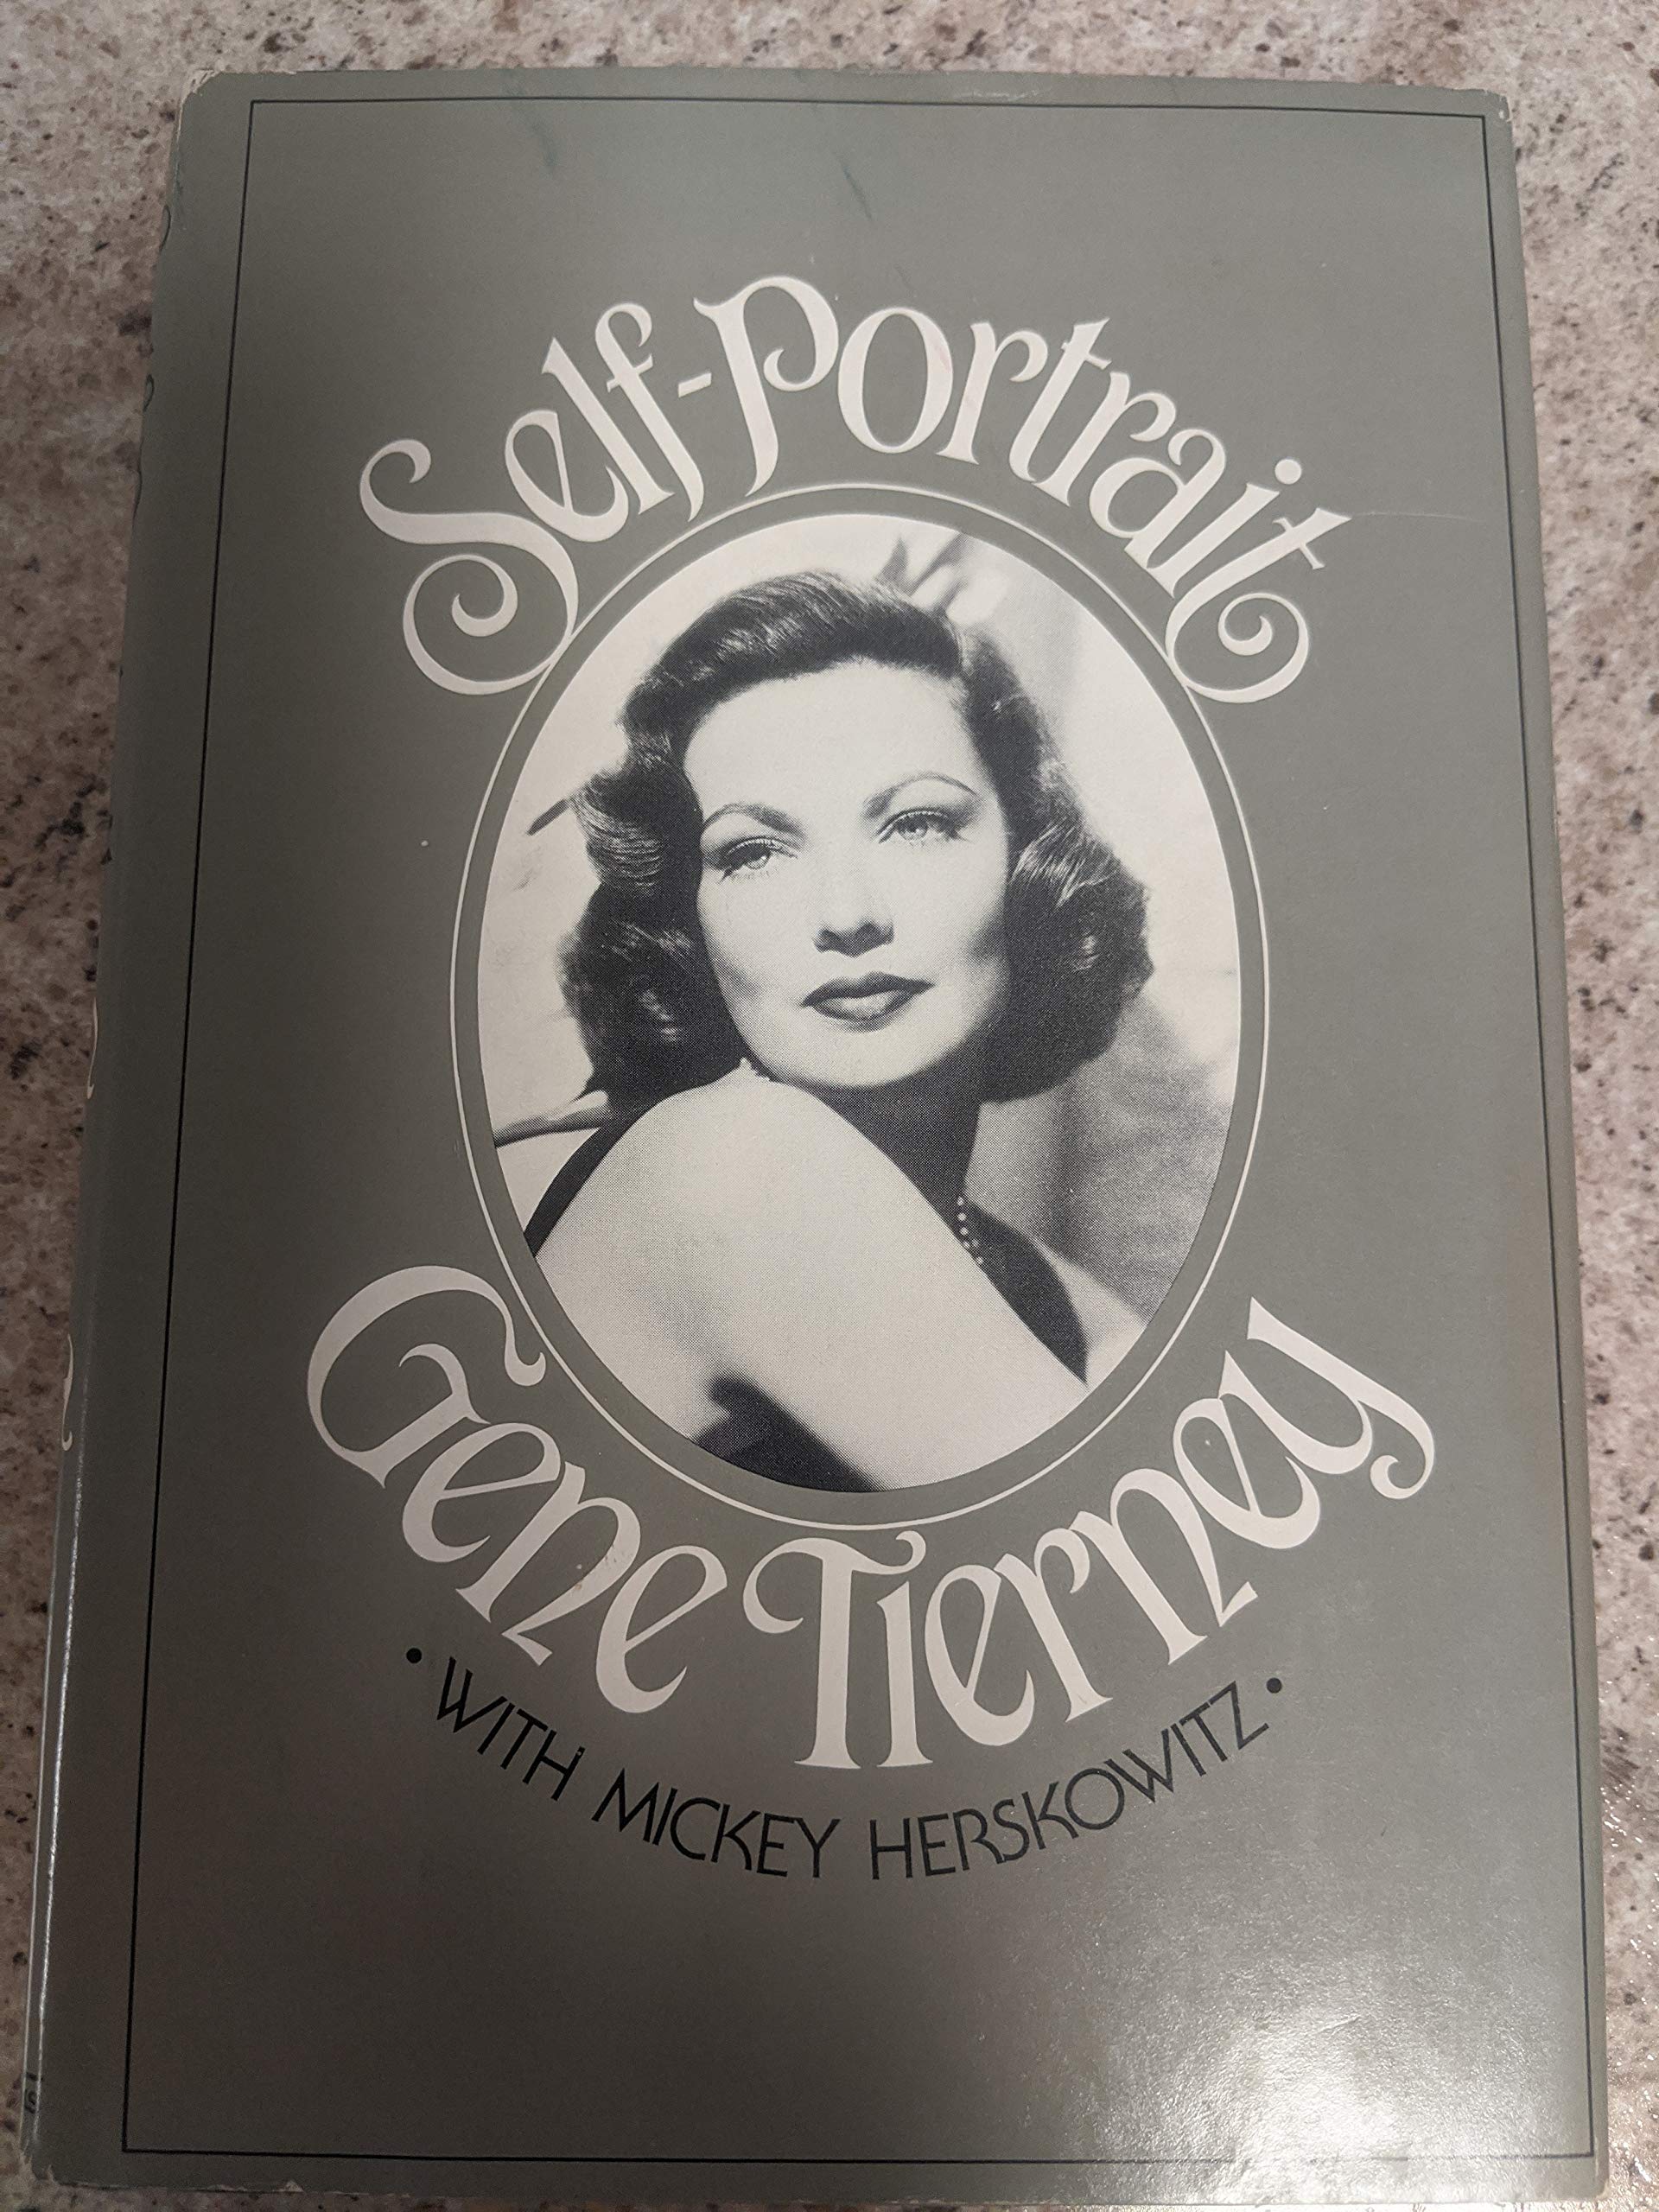 Self-Portrait
Gene Tierney
• WITH MICKEY HERSKOWITZ •